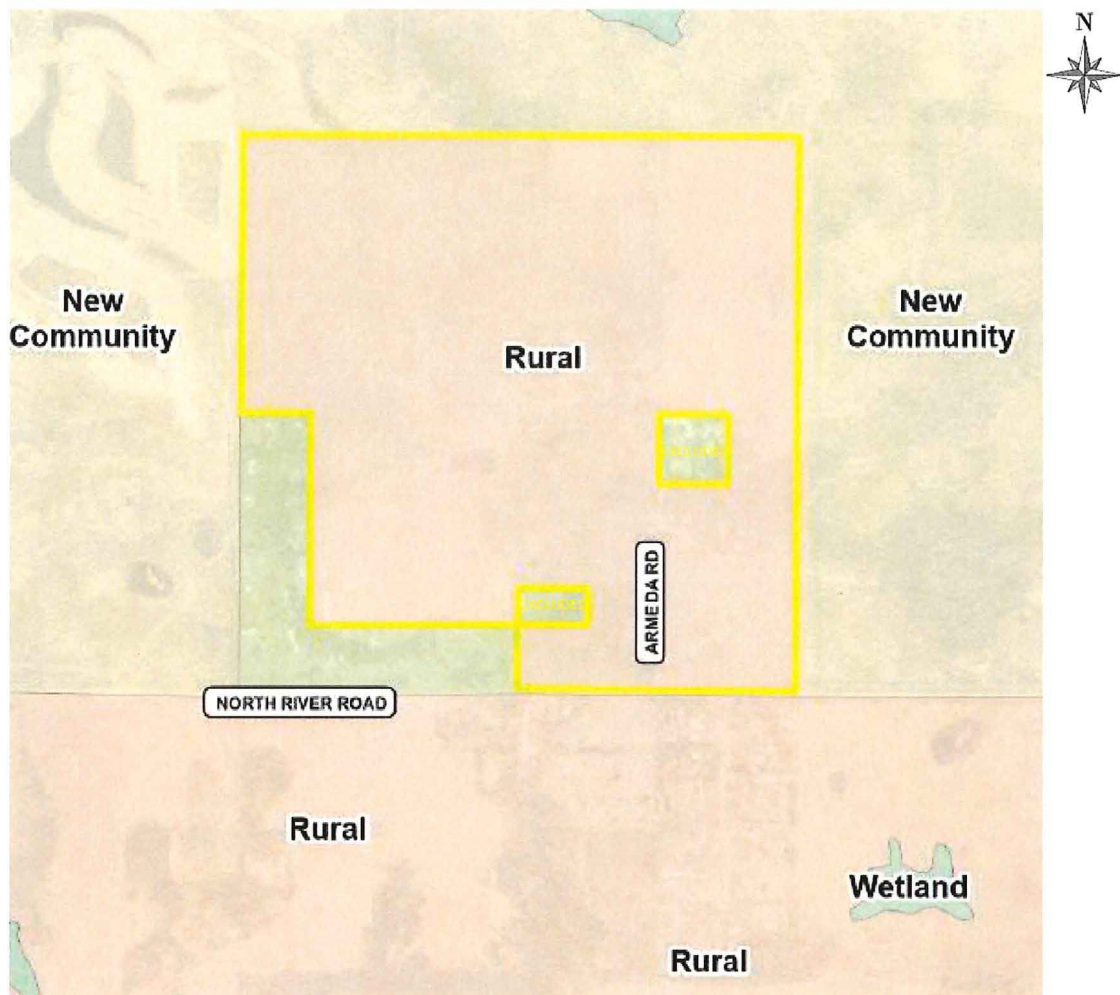 N
New
Community
New
Community
Rural
ARMEDA RD
NORTH RIVER ROAD
Rural
Wetland
Rural